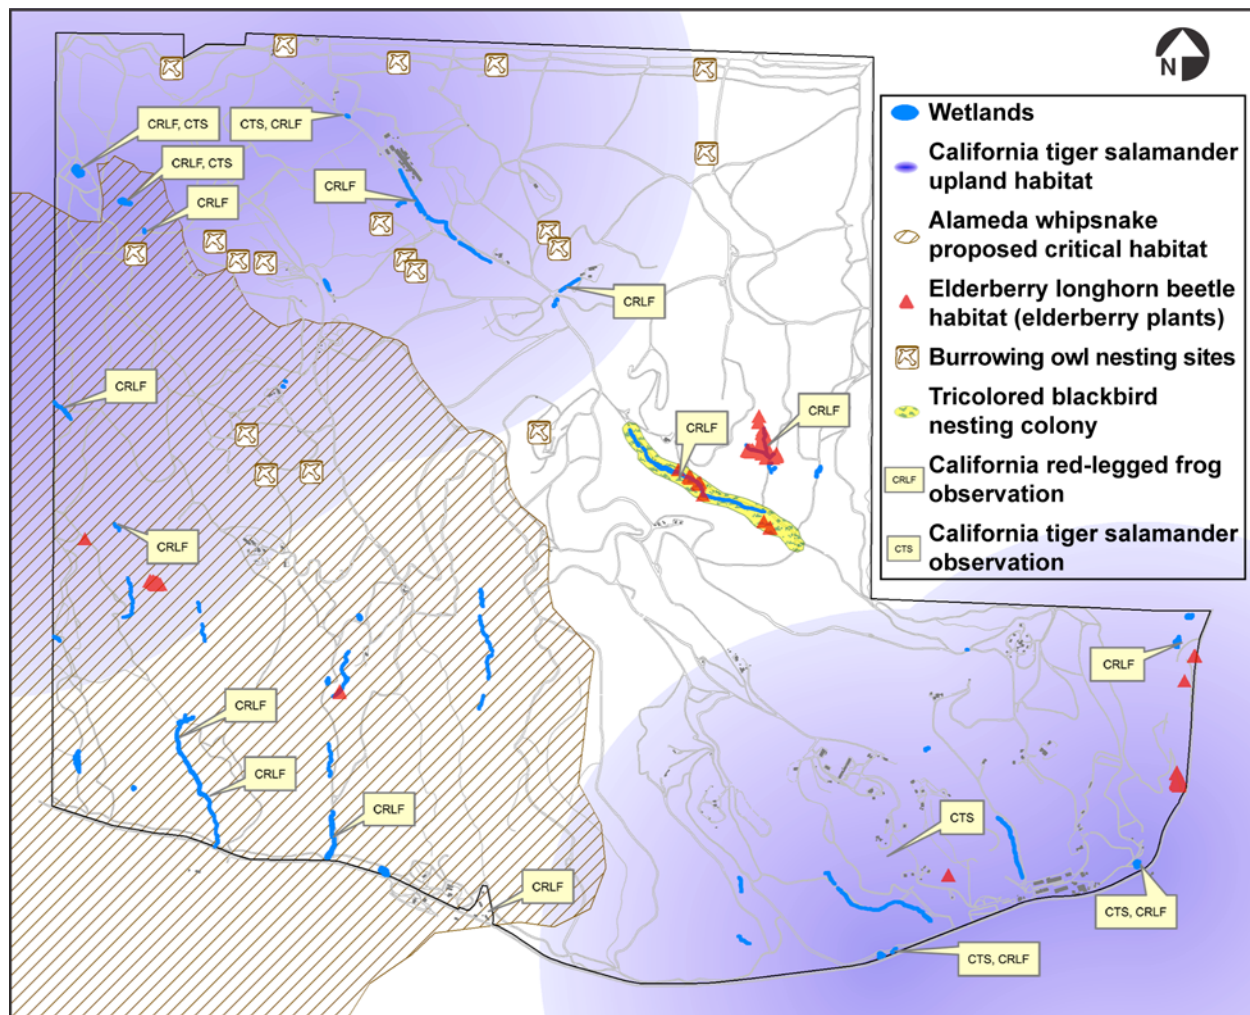 N
Wetlands
California tiger salamander
upland habitat
Alameda whipsnake
proposed critical habitat
Elderberry longhorn beetle
habitat (elderberry plants)
Burrowing owl nesting sites
Tricolored blackbird
nesting colony
CRLF
California red-legged frog
observation
CTS
California tiger salamander
observation
CRLF, CTS
CTS, CRLF
CRLF, CTS
CRLF
CRLF
CRLF
CRLF
CRLF
CRLF
CRLF
CRLF
CRLF
CRLF
CRLF
CTS
CRLF
CTS, CRLF
CTS, CRLF